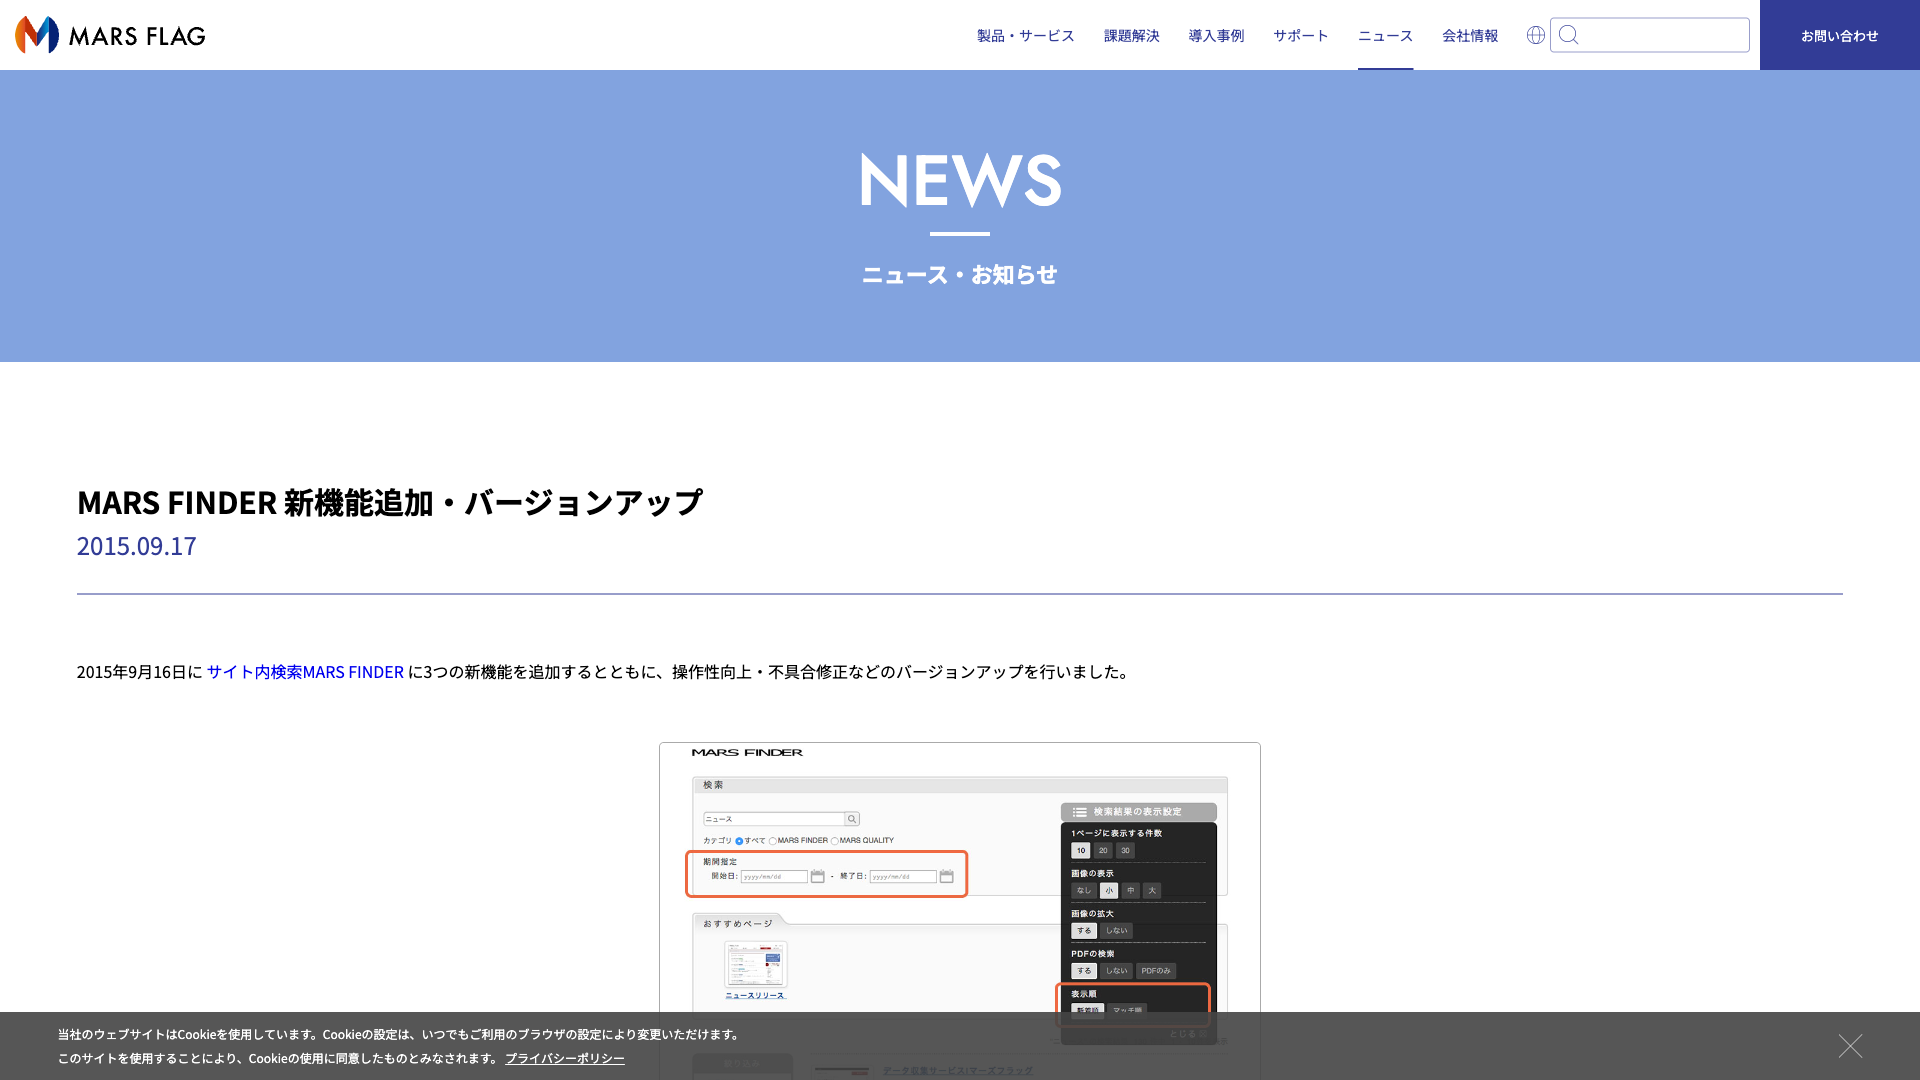 MARS FLAG
製品・サービス
課題解決
導入事例
サポート
ニュース
会社情報
お問い合わせ
NEWS
ニュース・お知らせ
MARS FINDER 新機能追加・バージョンアップ
2015.09.17
2015年9月16日に サイト内検索MARS FINDER に3つの新機能を追加するとともに、操作性向上・不具合修正などのバージョンアップを行いました。
MARS FINDER
検索
ニュース
カテゴリ すべて MARS FINDER MARS QUALITY
期間指定
開始日: yyyy/mm/dd - 終了日: yyyy/mm/dd
検索結果の表示設定
1ページに表示する件数
10 20 30
画像の表示
なし 小 中 大
画像の拡大
する しない
PDFの検索
する しない PDFのみ
表示順
新着順 マッチ順
とじる
おすすめページ
ニュースリリース
絞り込み
データ収集サービス|マーズフラッグ
当社のウェブサイトはCookieを使用しています。Cookieの設定は、いつでもご利用のブラウザの設定により変更いただけます。
このサイトを使用することにより、Cookieの使用に同意したものとみなされます。 プライバシーポリシー